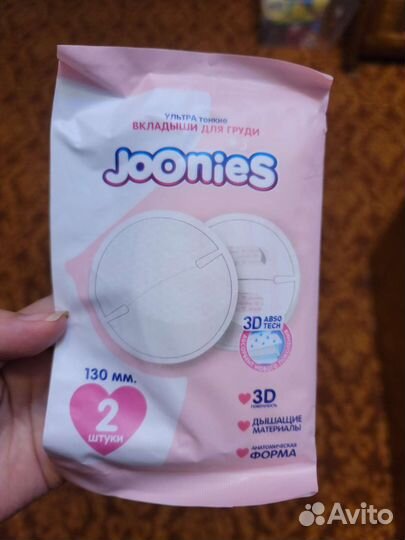 УЛЬТРА тонкие
ВКЛАДЫШИ ДЛЯ ГРУДИ
JOONIES
3D ABSO
TECH
130 мм.
2
ШТУКИ
3D
ПОВЕРХНОСТЬ
ДЫШАЩИЕ
МАТЕРИАЛЫ
АНАТОМИЧЕСКАЯ
ФОРМА
Avito